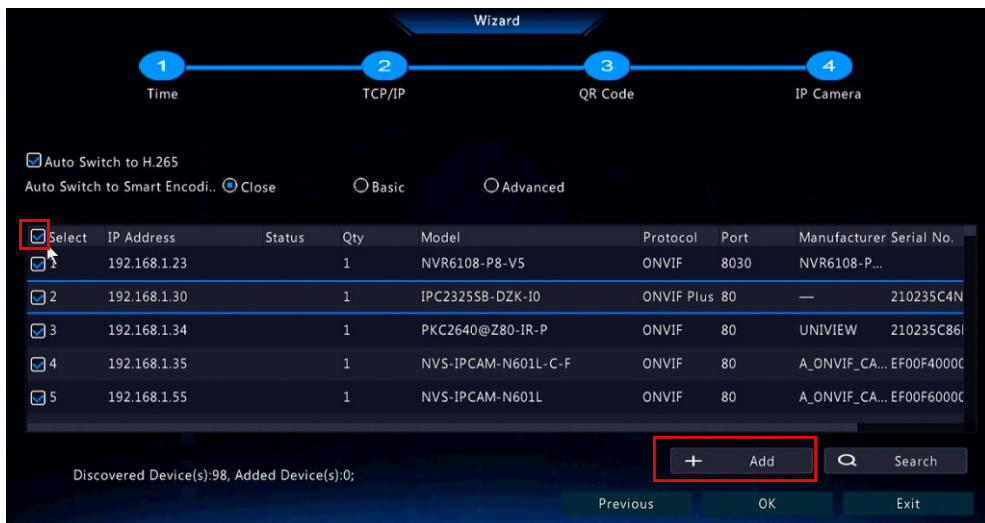 Wizard
1 2 3 4
Time TCP/IP QR Code IP Camera
Auto Switch to H.265
Auto Switch to Smart Encodi.. Close Basic Advanced
Select IP Address Status Qty Model Protocol Port Manufacturer Serial No.
1 192.168.1.23 1 NVR6108-P8-V5 ONVIF 8030 NVR6108-P...
2 192.168.1.30 1 IPC2325SB-DZK-I0 ONVIF Plus 80 — 210235C4N
3 192.168.1.34 1 PKC2640@Z80-IR-P ONVIF 80 UNIVIEW 210235C86
4 192.168.1.35 1 NVS-IPCAM-N601L-C-F ONVIF 80 A_ONVIF_CA... EF00F40000
5 192.168.1.55 1 NVS-IPCAM-N601L ONVIF 80 A_ONVIF_CA... EF00F60000
+ Add Search
Discovered Device(s):98, Added Device(s):0;
Previous OK Exit